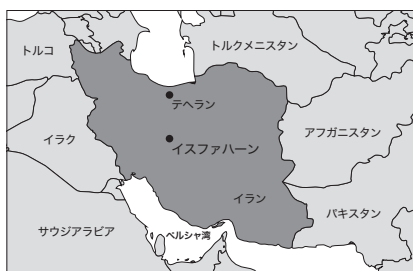 トルコ
トルクメニスタン
テヘラン
イラク
アフガニスタン
イスファハーン
イラン
パキスタン
サウジアラビア
ペルシャ湾